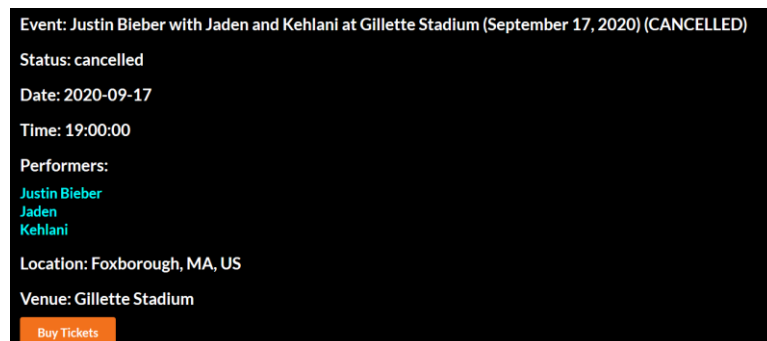 Event: Justin Bieber with Jaden and Kehlani at Gillette Stadium (September 17, 2020) (CANCELLED)
Status: cancelled
Date: 2020-09-17
Time: 19:00:00
Performers:
Justin Bieber
Jaden
Kehlani
Location: Foxborough, MA, US
Venue: Gillette Stadium
Buy Tickets